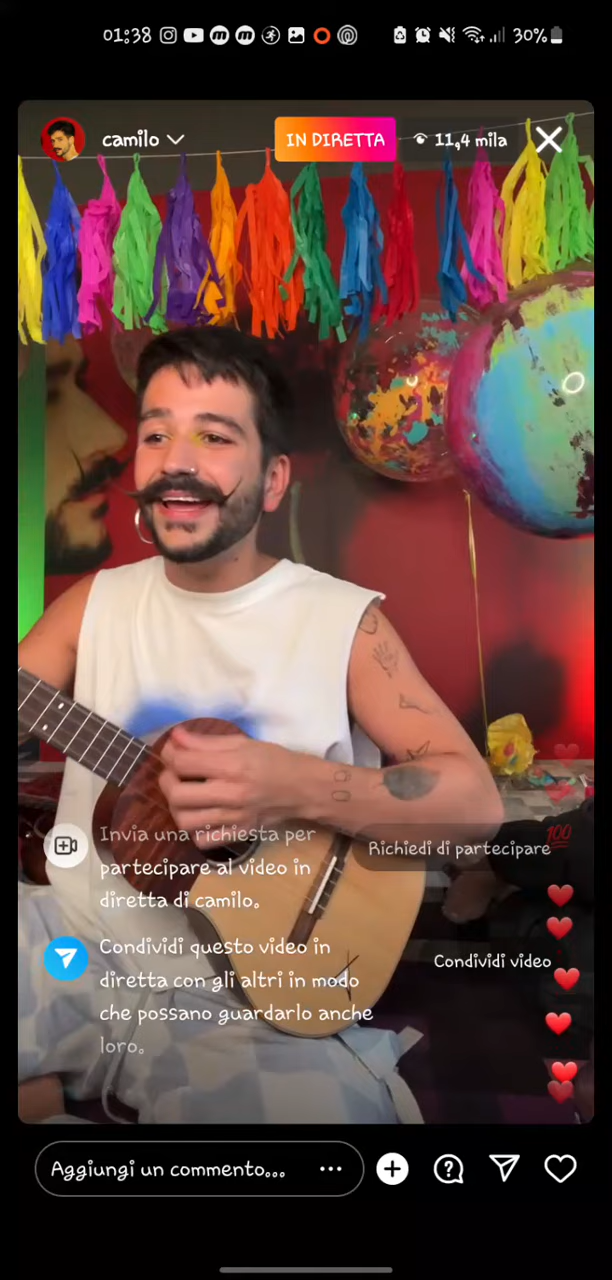 01:38 30%
camilo IN DIRETTA 11,4 mila
100
Invia una richiesta per
partecipare al video in
diretta di camilo.
Richiedi di partecipare
Condividi questo video in
diretta con gli altri in modo
che possano guardarlo anche
loro.
Condividi video
Aggiungi un commento...